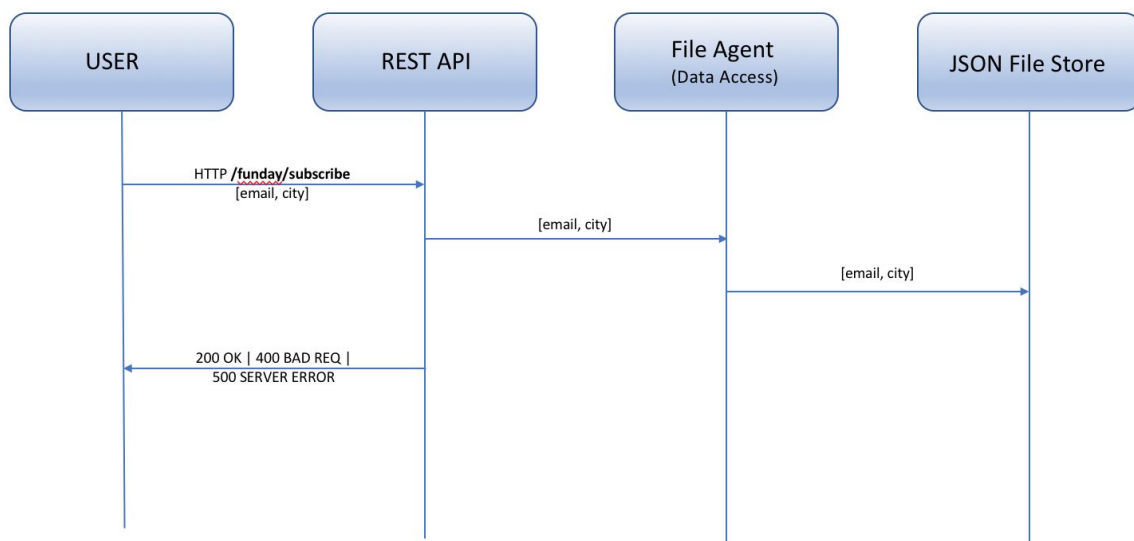 USER
REST API
File Agent
(Data Access)
JSON File Store
HTTP /funday/subscribe
[email, city]
[email, city]
[email, city]
200 OK | 400 BAD REQ |
500 SERVER ERROR